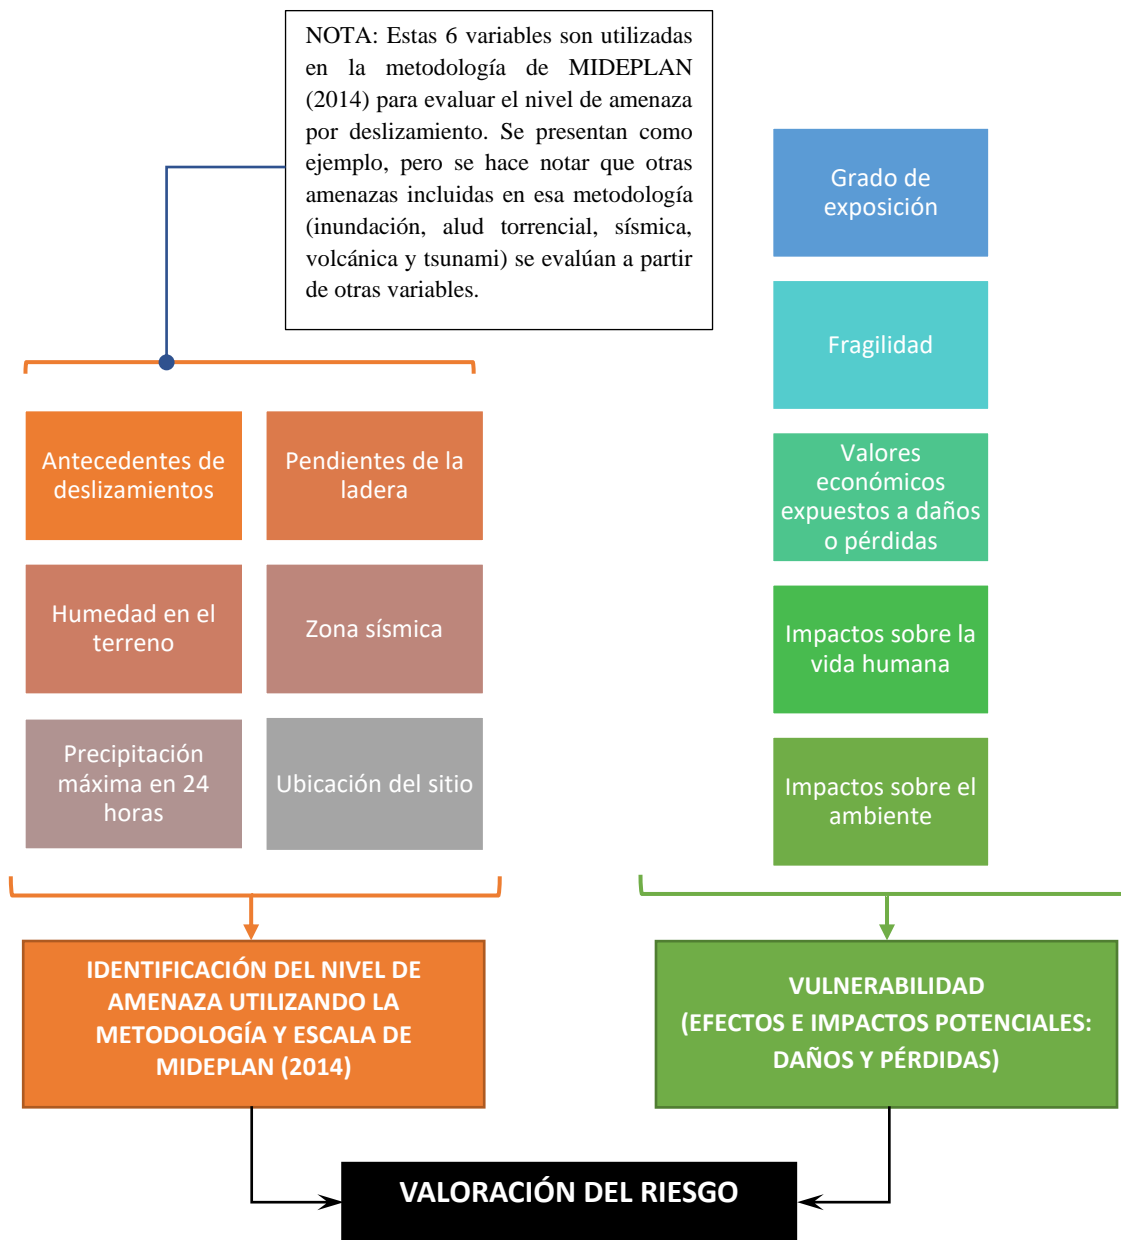 NOTA: Estas 6 variables son utilizadas
en la metodología de MIDEPLAN
(2014) para evaluar el nivel de amenaza
por deslizamiento. Se presentan como
ejemplo, pero se hace notar que otras
amenazas incluidas en esa metodología
(inundación, alud torrencial, sísmica,
volcánica y tsunami) se evalúan a partir
de otras variables.
Antecedentes de
deslizamientos
Pendientes de la
ladera
Humedad en el
terreno
Zona sísmica
Precipitación
máxima en 24
horas
Ubicación del sitio
IDENTIFICACIÓN DEL NIVEL DE
AMENAZA UTILIZANDO LA
METODOLOGÍA Y ESCALA DE
MIDEPLAN (2014)
Grado de
exposición
Fragilidad
Valores
económicos
expuestos a daños
o pérdidas
Impactos sobre la
vida humana
Impactos sobre el
ambiente
VULNERABILIDAD
(EFECTOS E IMPACTOS POTENCIALES:
DAÑOS Y PÉRDIDAS)
VALORACIÓN DEL RIESGO